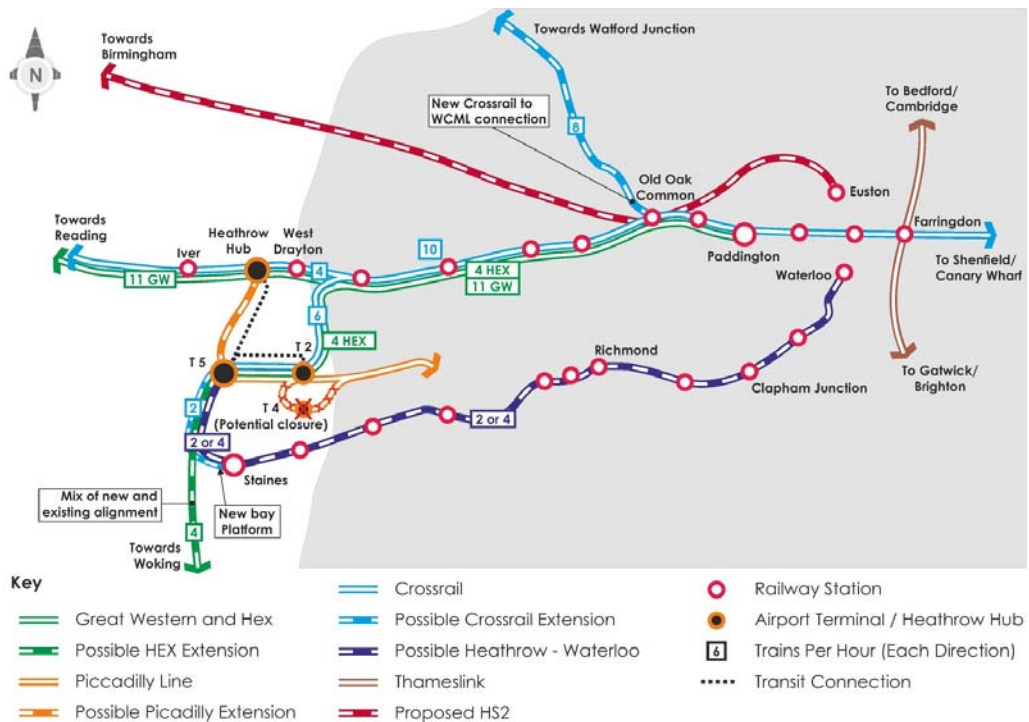 Towards
Birmingham
N
Towards Watford Junction
New Crossrail to
WCML connection
8
To Bedford/
Cambridge
Old Oak
Common
Euston
Towards
Reading
Heathrow
Hub
West
Drayton
Iver
10
4
11 GW
4 HEX
11 GW
Paddington
Farringdon
To Shenfield/
Canary Wharf
Waterloo
6
4 HEX
T 2
T 5
T 4
(Potential closure)
Richmond
Clapham Junction
To Gatwick/
Brighton
2
2 or 4
2 or 4
Staines
Mix of new and
existing alignment
New bay
Platform
4
Towards
Woking
Key
Great Western and Hex
Possible HEX Extension
Piccadilly Line
Possible Picadilly Extension
Crossrail
Possible Crossrail Extension
Possible Heathrow - Waterloo
Thameslink
Proposed HS2
Railway Station
Airport Terminal / Heathrow Hub
6 Trains Per Hour (Each Direction)
Transit Connection